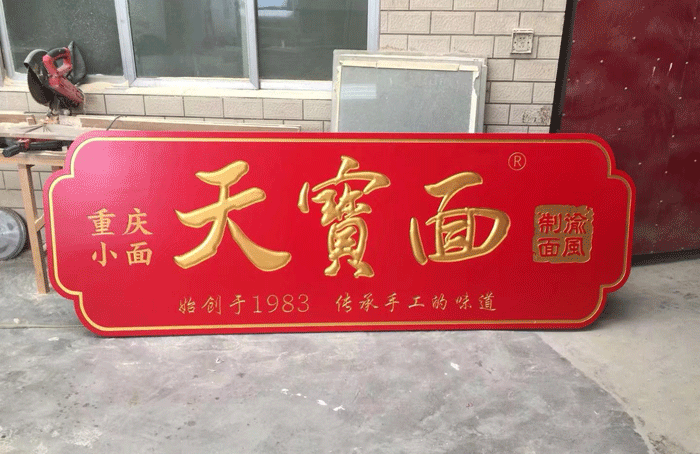 重庆
小面
天寳面
®
渝風
制面
始创于1983 传承手工的味道